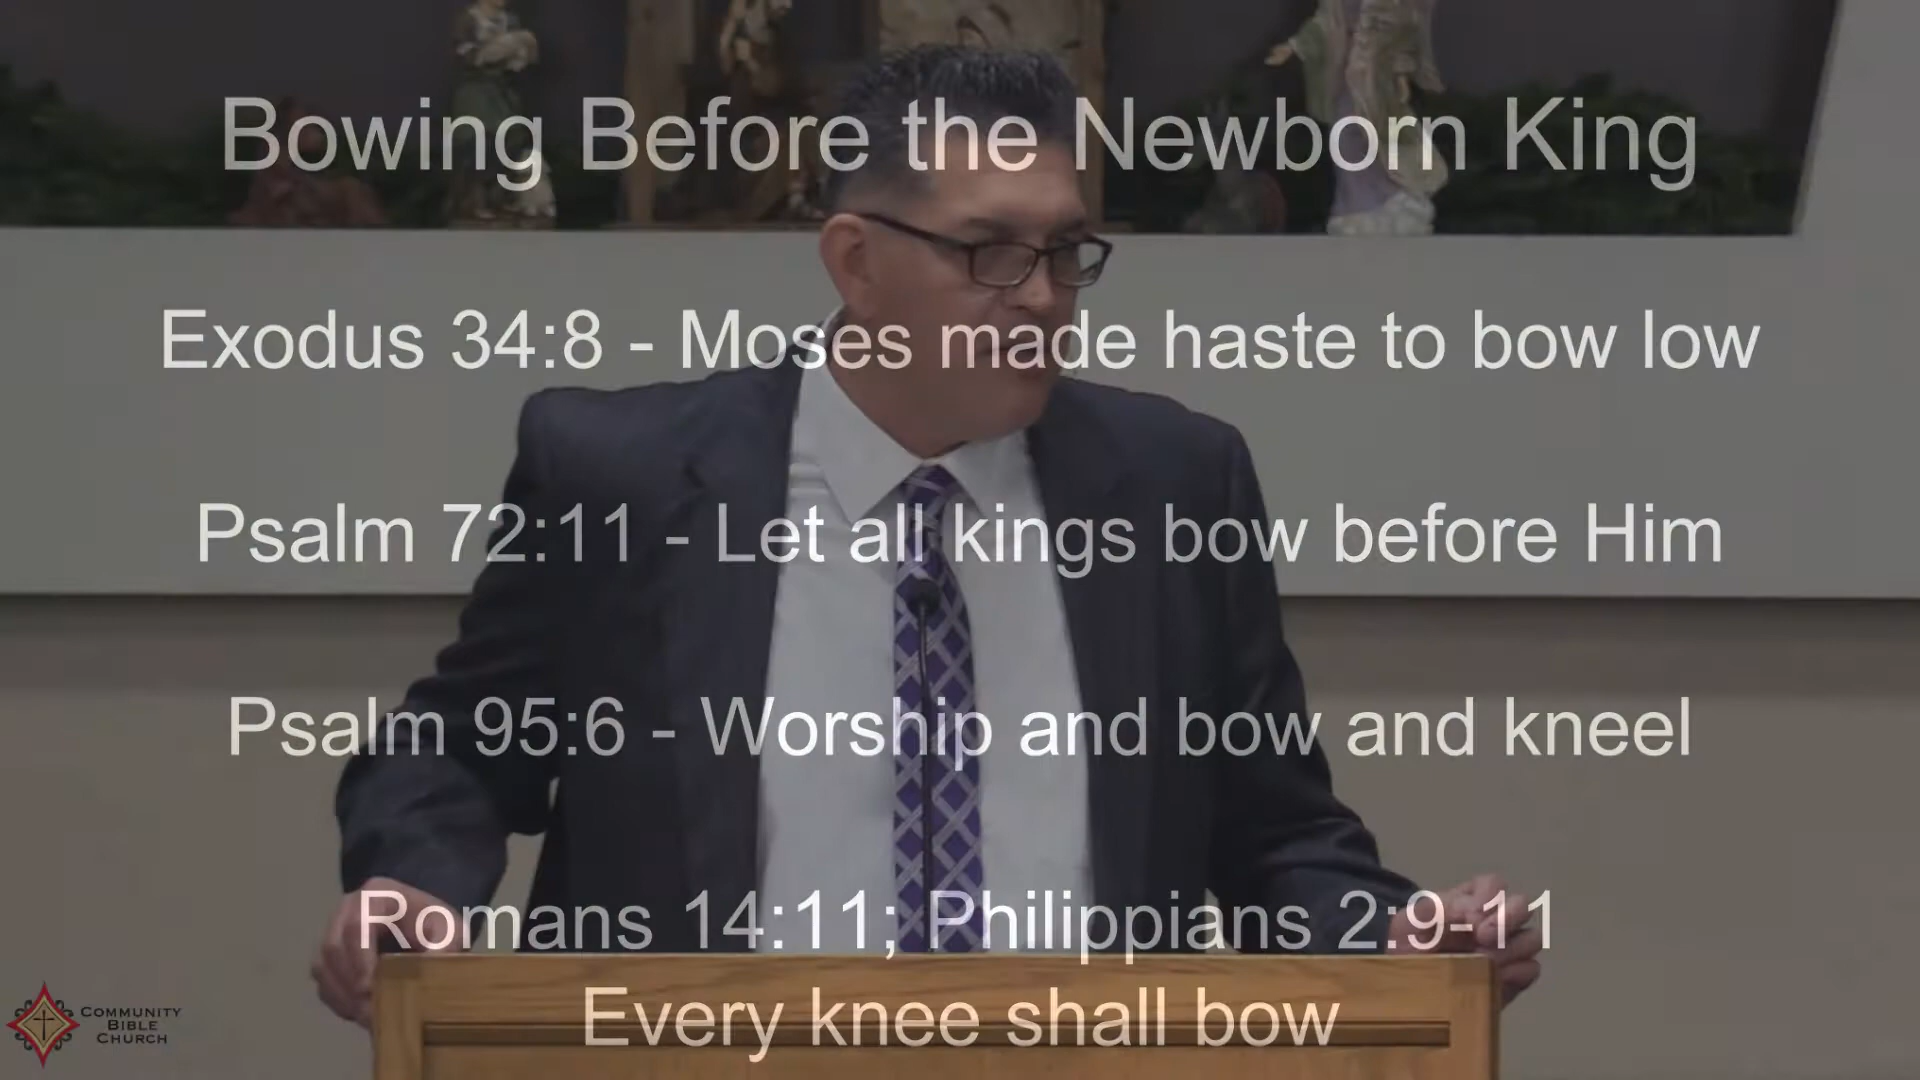 Bowing Before the Newborn King
Exodus 34:8 - Moses made haste to bow low
Psalm 72:11 - Let all kings bow before Him
Psalm 95:6 - Worship and bow and kneel
Romans 14:11; Philippians 2:9-11
Every knee shall bow
COMMUNITY
BIBLE
CHURCH